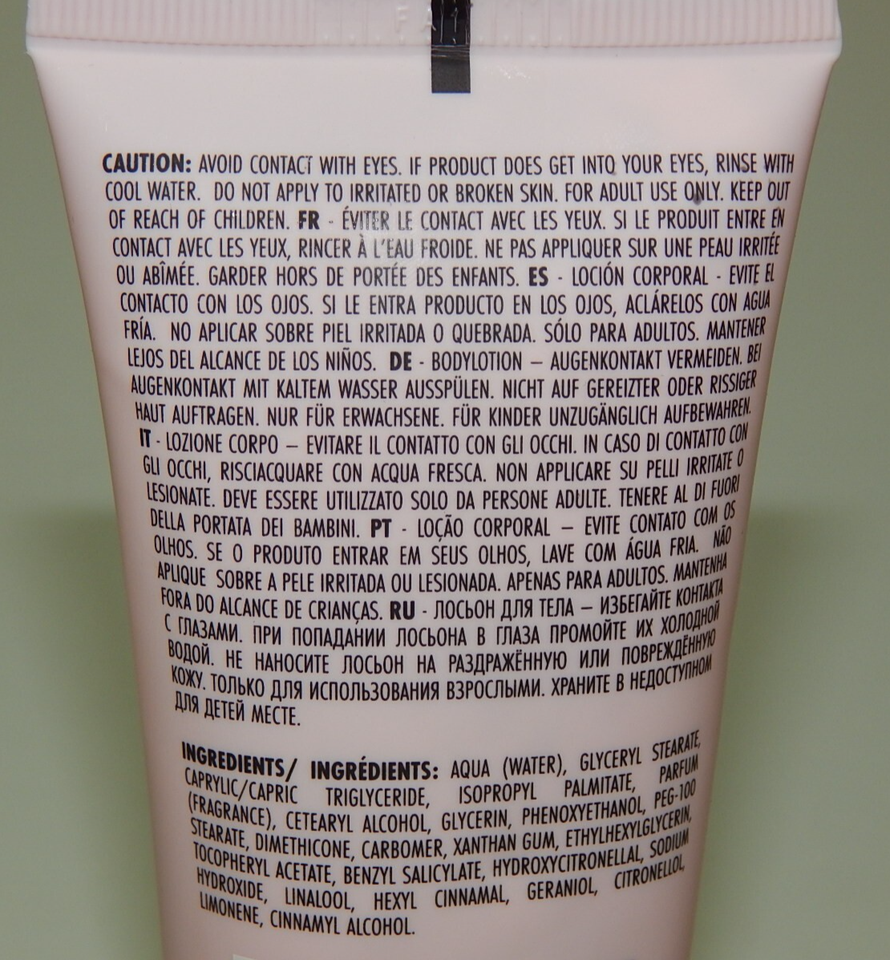 CAUTION: AVOID CONTACT WITH EYES. IF PRODUCT DOES GET INTO YOUR EYES, RINSE WITH
COOL WATER. DO NOT APPLY TO IRRITATED OR BROKEN SKIN. FOR ADULT USE ONLY. KEEP OUT
OF REACH OF CHILDREN. FR - ÉVITER LE CONTACT AVEC LES YEUX. SI LE PRODUIT ENTRE EN
CONTACT AVEC LES YEUX, RINCER À L'EAU FROIDE. NE PAS APPLIQUER SUR UNE PEAU IRRITÉE
OU ABÎMÉE. GARDER HORS DE PORTÉE DES ENFANTS. ES - LOCIÓN CORPORAL - EVITE EL
CONTACTO CON LOS OJOS. SI LE ENTRA PRODUCTO EN LOS OJOS, ACLÁRELOS CON AGUA
FRÍA. NO APLICAR SOBRE PIEL IRRITADA O QUEBRADA. SÓLO PARA ADULTOS. MANTENER
LEJOS DEL ALCANCE DE LOS NIÑOS. DE - BODYLOTION – AUGENKONTAKT VERMEIDEN. BEI
AUGENKONTAKT MIT KALTEM WASSER AUSSPÜLEN. NICHT AUF GEREIZTER ODER RISSIGER
HAUT AUFTRAGEN. NUR FÜR ERWACHSENE. FÜR KINDER UNZUGÄNGLICH AUFBEWAHREN.
IT - LOZIONE CORPO – EVITARE IL CONTATTO CON GLI OCCHI. IN CASO DI CONTATTO CON
GLI OCCHI, RISCIACQUARE CON ACQUA FRESCA. NON APPLICARE SU PELLI IRRITATE O
LESIONATE. DEVE ESSERE UTILIZZATO SOLO DA PERSONE ADULTE. TENERE AL DI FUORI
DELLA PORTATA DEI BAMBINI. PT - LOÇÃO CORPORAL – EVITE CONTATO COM OS
OLHOS. SE O PRODUTO ENTRAR EM SEUS OLHOS, LAVE COM ÁGUA FRIA. NÃO
APLIQUE SOBRE A PELE IRRITADA OU LESIONADA. APENAS PARA ADULTOS. MANTENHA
FORA DO ALCANCE DE CRIANÇAS. RU - ЛОСЬОН ДЛЯ ТЕЛА – ИЗБЕГАЙТЕ КОНТАКТА
С ГЛАЗАМИ. ПРИ ПОПАДАНИИ ЛОСЬОНА В ГЛАЗА ПРОМОЙТЕ ИХ ХОЛОДНОЙ
ВОДОЙ. НЕ НАНОСИТЕ ЛОСЬОН НА РАЗДРАЖЁННУЮ ИЛИ ПОВРЕЖДЁННУЮ
КОЖУ. ТОЛЬКО ДЛЯ ИСПОЛЬЗОВАНИЯ ВЗРОСЛЫМИ. ХРАНИТЕ В НЕДОСТУПНОМ
ДЛЯ ДЕТЕЙ МЕСТЕ.
INGREDIENTS/ INGRÉDIENTS: AQUA (WATER), GLYCERYL STEARATE,
CAPRYLIC/CAPRIC TRIGLYCERIDE, ISOPROPYL PALMITATE, PARFUM
(FRAGRANCE), CETEARYL ALCOHOL, GLYCERIN, PHENOXYETHANOL, PEG-100
STEARATE, DIMETHICONE, CARBOMER, XANTHAN GUM, ETHYLHEXYLGLYCERIN,
TOCOPHERYL ACETATE, BENZYL SALICYLATE, HYDROXYCITRONELLAL, SODIUM
HYDROXIDE, LINALOOL, HEXYL CINNAMAL, GERANIOL, CITRONELLOL,
LIMONENE, CINNAMYL ALCOHOL.